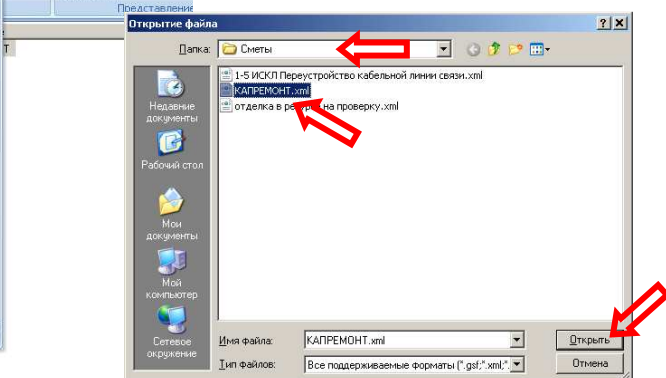 Представление
Открытие файла
Т
Папка:
Сметы
1-5 ИСКЛ Переустройство кабельной линии связи.xml
КАПРЕМОНТ.xml
отделка в на проверку.xml
Недавние
документы
Рабочий стол
Мои
документы
Мой
компьютер
Сетевое
окружение
Имя файла:
КАПРЕМОНТ.xml
Открыть
Тип файлов:
Все поддерживаемые форматы (*.gsf;*.xml;*.
Отмена